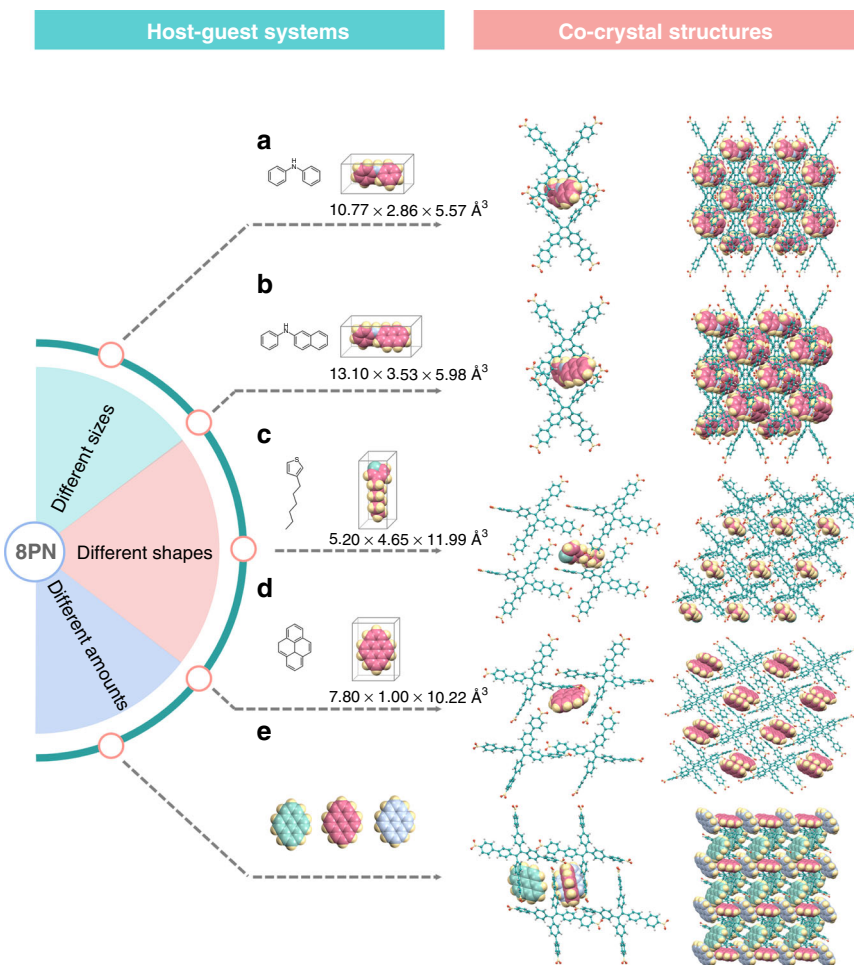 Host-guest systems
Co-crystal structures
a
H
N
10.77 × 2.86 × 5.57 Å³
b
H
N
13.10 × 3.53 × 5.98 Å³
c
S
5.20 × 4.65 × 11.99 Å³
d
7.80 × 1.00 × 10.22 Å³
e
Different sizes
Different shapes
Different amounts
8PN